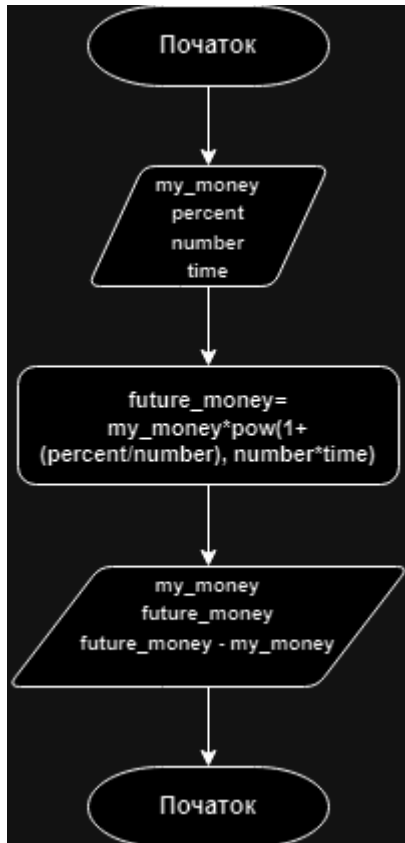 Початок
my_money
percent
number
time
future_money=
my_money*pow(1+
(percent/number), number*time)
my_money
future_money
future_money - my_money
Початок